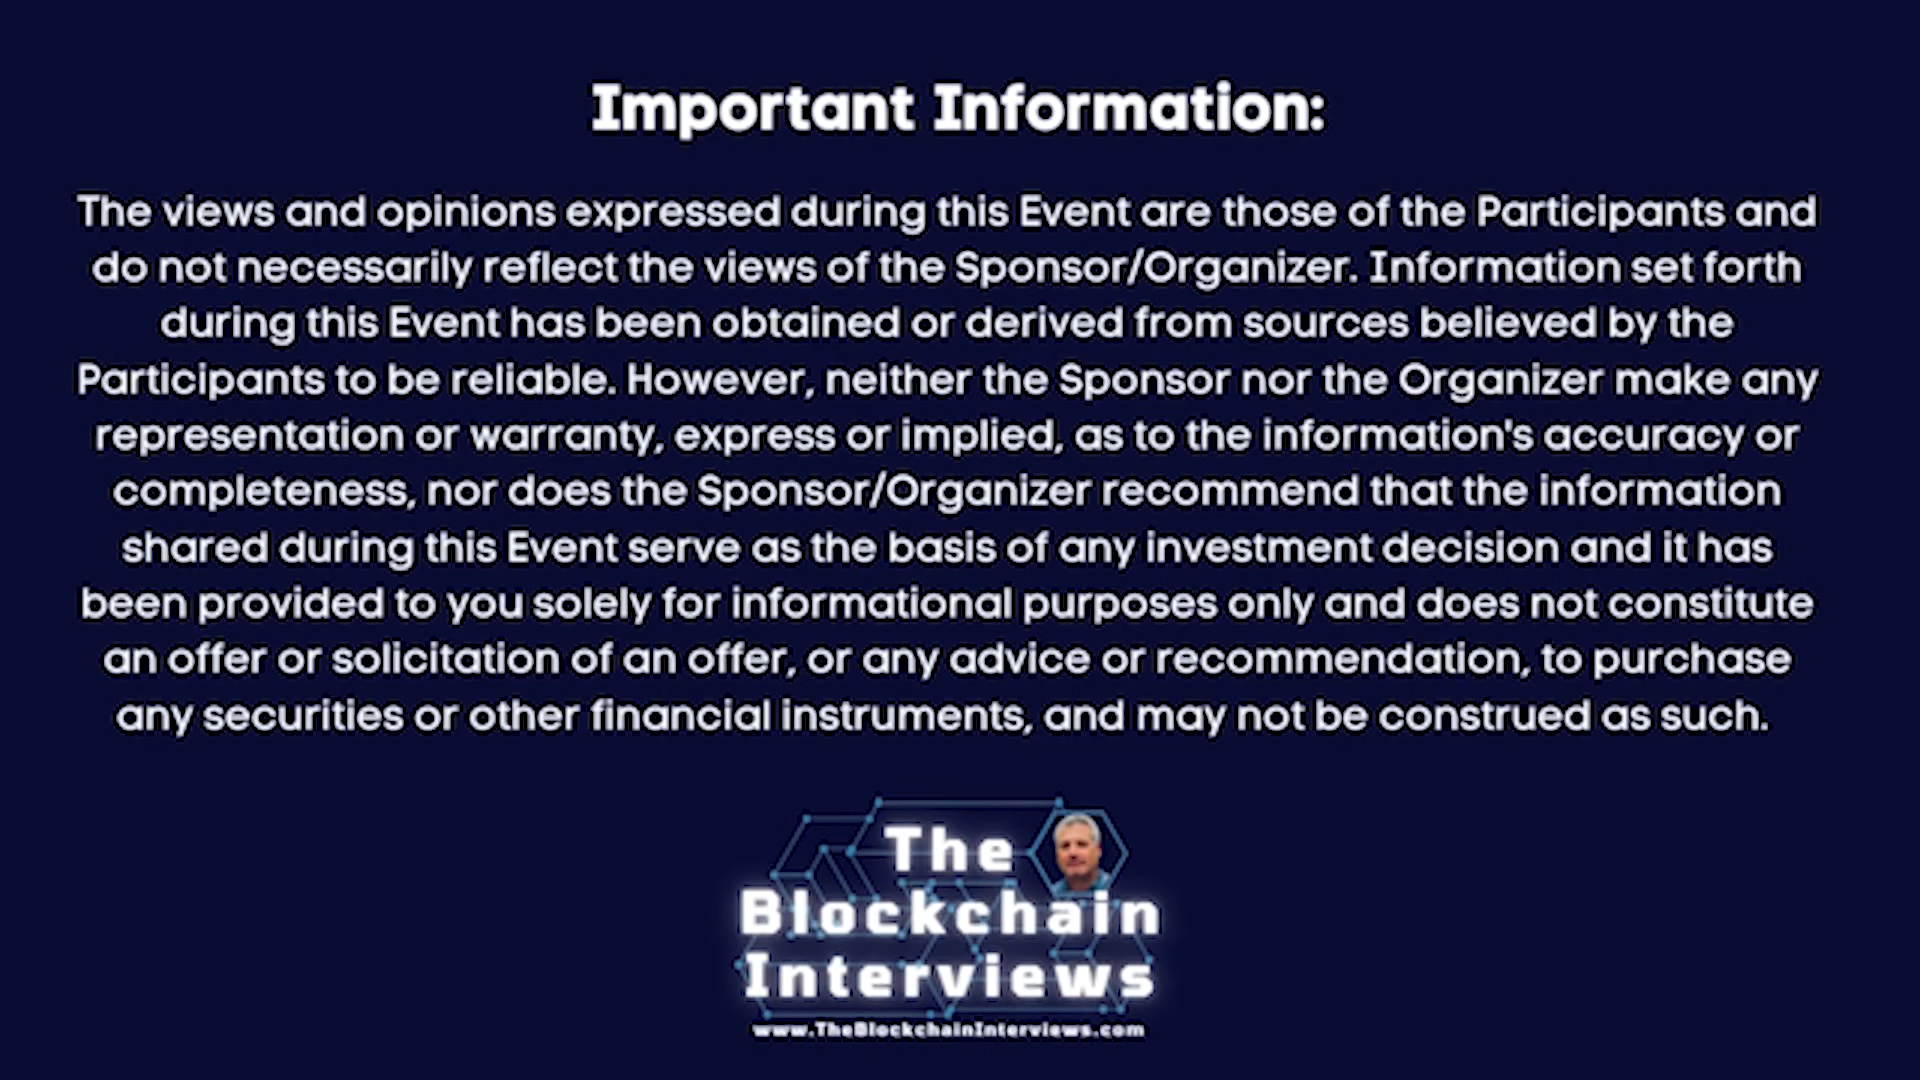 Important Information:
The views and opinions expressed during this Event are those of the Participants and
do not necessarily reflect the views of the Sponsor/Organizer. Information set forth
during this Event has been obtained or derived from sources believed by the
Participants to be reliable. However, neither the Sponsor nor the Organizer make any
representation or warranty, express or implied, as to the information's accuracy or
completeness, nor does the Sponsor/Organizer recommend that the information
shared during this Event serve as the basis of any investment decision and it has
been provided to you solely for informational purposes only and does not constitute
an offer or solicitation of an offer, or any advice or recommendation, to purchase
any securities or other financial instruments, and may not be construed as such.
The
Blockchain
Interviews
www.TheBlockchainInterviews.com